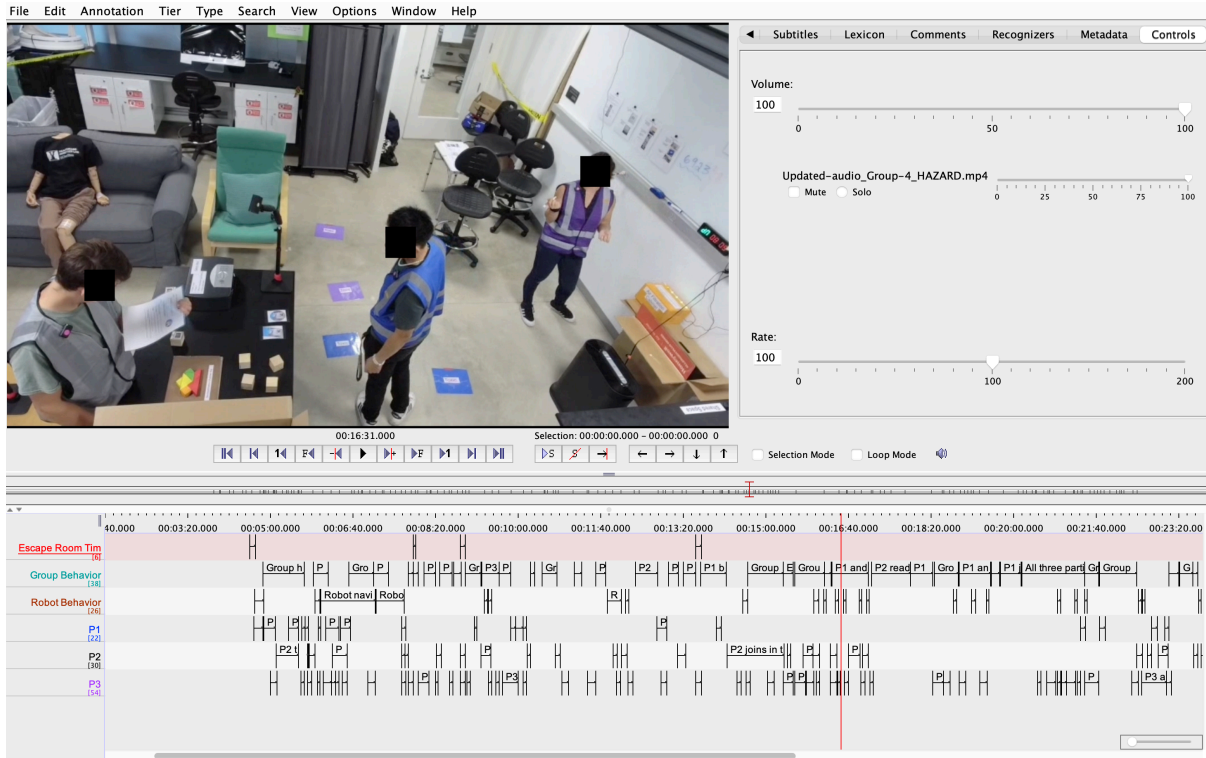 File Edit Annotation Tier Type Search View Options Window Help
Subtitles Lexicon Comments Recognizers Metadata Controls
Volume:
100
0 50 100
Updated-audio_Group-4_HAZARD.mp4
Mute Solo
0 25 50 75 100
Rate:
100
0 100 200
00:16:31.000
Selection: 00:00:00.000 - 00:00:00.000 0
Selection Mode Loop Mode
40.000 00:03:20.000 00:05:00.000 00:06:40.000 00:08:20.000 00:10:00.000 00:11:40.000 00:13:20.000 00:15:00.000 00:16:40.000 00:18:20.000 00:20:00.000 00:21:40.000 00:23:20.00
Escape Room Tim
[6]
Group Behavior
[38]
Group h P Gro P P P Gr P3 P Gr P P2 P P P1 b Group E Grou P1 and P2 read P1 Gro P1 an P1 j All three parti Gr Group G
Robot Behavior
[26]
Robot navi Robo R
P1
[22]
P P P P P
P2
[30]
P2 t P P P2 joins in t P P P
P3
[54]
P P3 P P P P P3 a